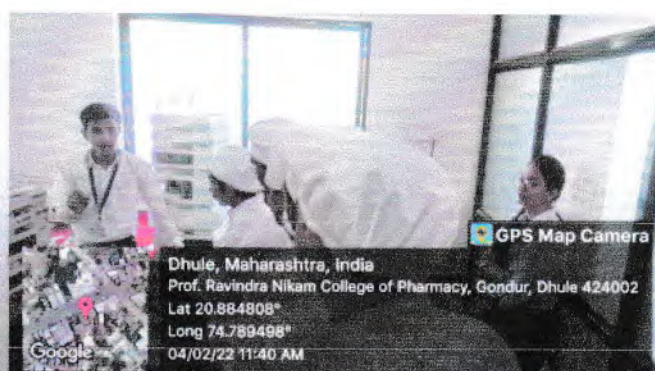 GPS Map Camera
Dhule, Maharashtra, India
Prof. Ravindra Nikam College of Pharmacy, Gondur, Dhule 424002
Lat 20.884808°
Long 74.789498°
04/02/22 11:40 AM
Google